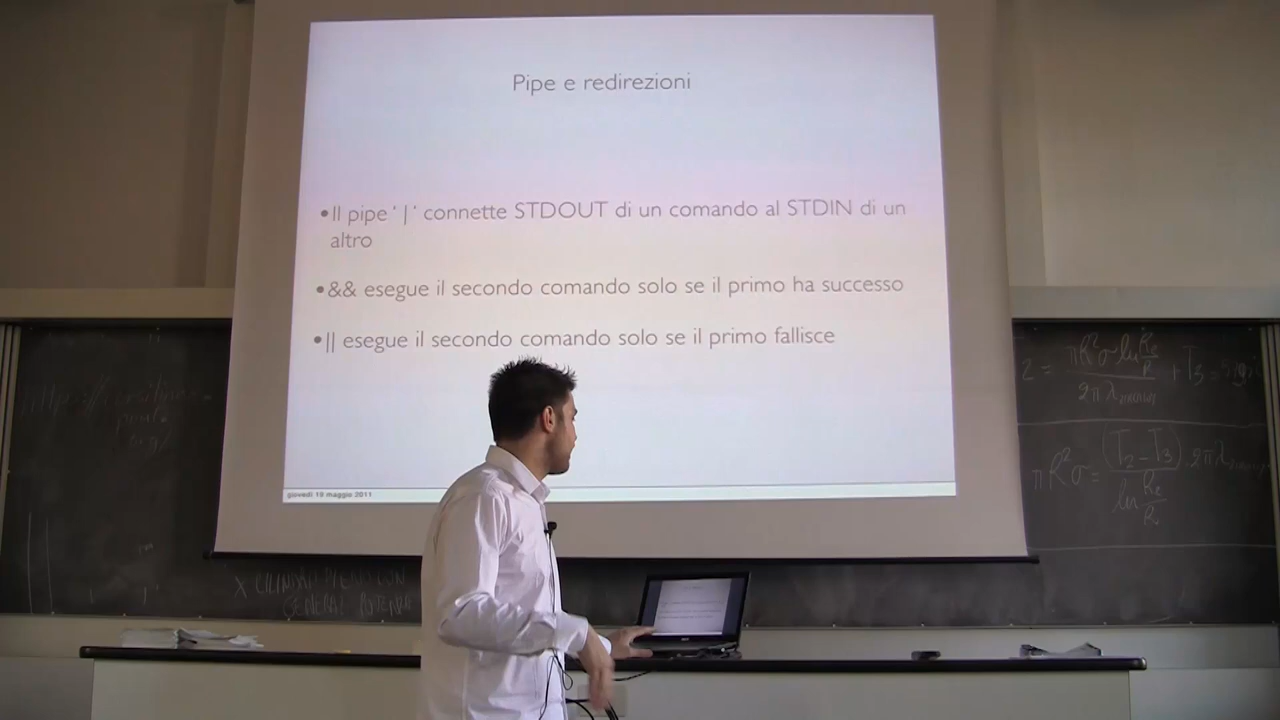 Pipe e redirezioni
•Il pipe ‘ | ‘ connette STDOUT di un comando al STDIN di un
altro
•&& esegue il secondo comando solo se il primo ha successo
•|| esegue il secondo comando solo se il primo fallisce
giovedì 19 maggio 2011